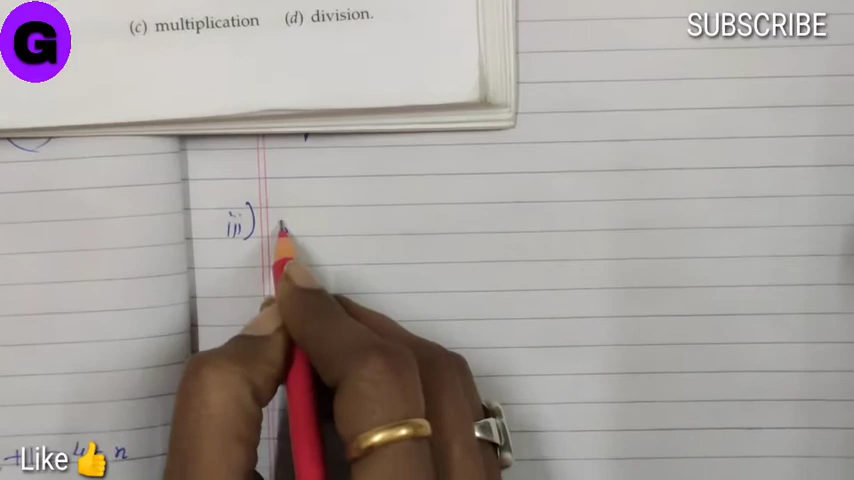 SUBSCRIBE
(c) multiplication (d) division.
G
iii)
Like 👍 n